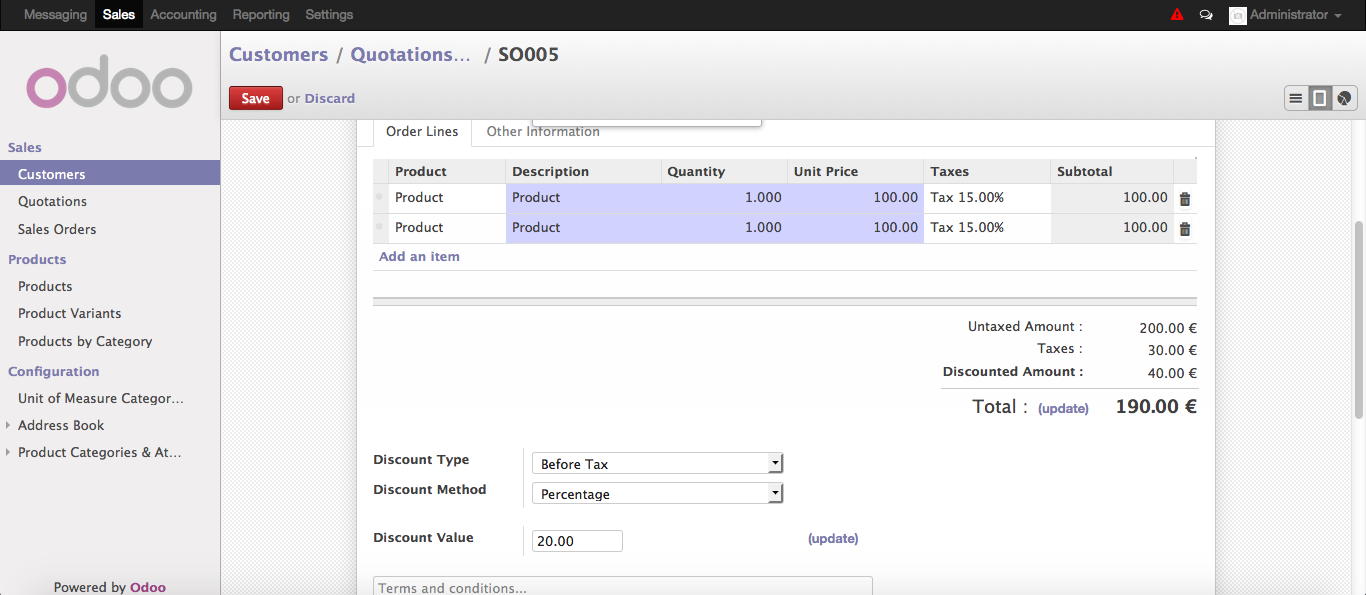 Messaging Sales Accounting Reporting Settings Administrator
odoo
Customers / Quotations... / SO005
Save or Discard
Sales
Customers
Quotations
Sales Orders
Products
Products
Product Variants
Products by Category
Configuration
Unit of Measure Categor...
Address Book
Product Categories & At...
Powered by Odoo
Order Lines Other Information
Product Description Quantity Unit Price Taxes Subtotal
Product Product 1.000 100.00 Tax 15.00% 100.00
Product Product 1.000 100.00 Tax 15.00% 100.00
Add an item
Untaxed Amount : 200.00 €
Taxes : 30.00 €
Discounted Amount : 40.00 €
Total : (update) 190.00 €
Discount Type Before Tax
Discount Method Percentage
Discount Value 20.00 (update)
Terms and conditions...